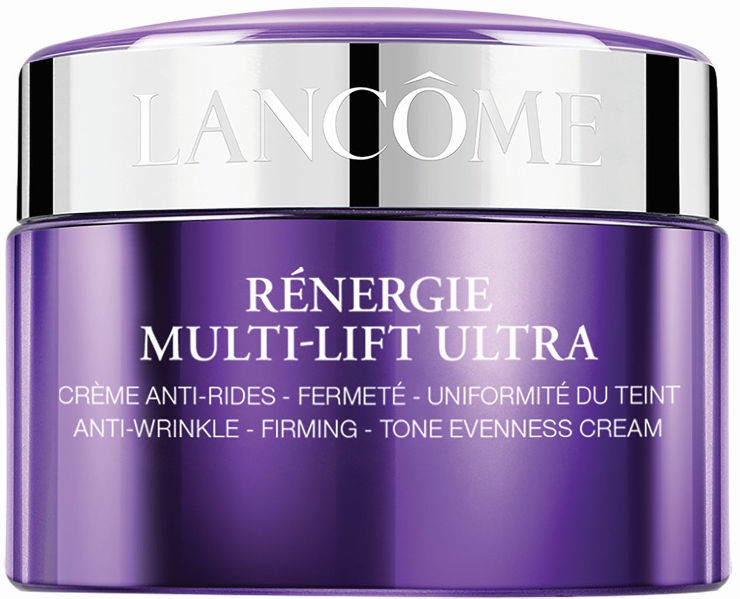 LANCÔME
RÉNERGIE
MULTI-LIFT ULTRA
CRÈME ANTI-RIDES - FERMETÉ - UNIFORMITÉ DU TEINT
ANTI-WRINKLE - FIRMING - TONE EVENNESS CREAM